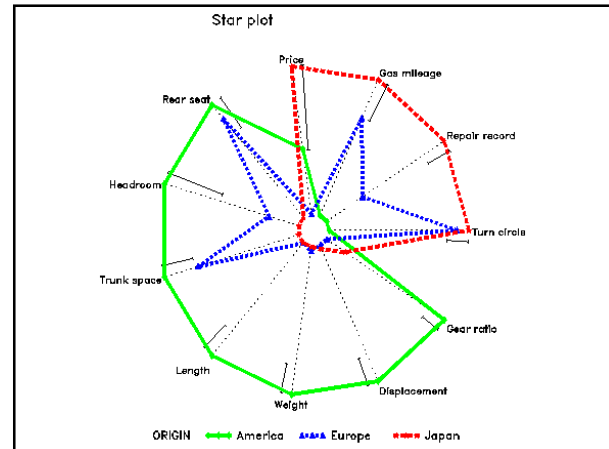 Star plot
Price
Gas mileage
Rear seat
Repair record
Headroom
Turn circle
Trunk space
Gear ratio
Length
Displacement
Weight
ORIGIN America Europe Japan